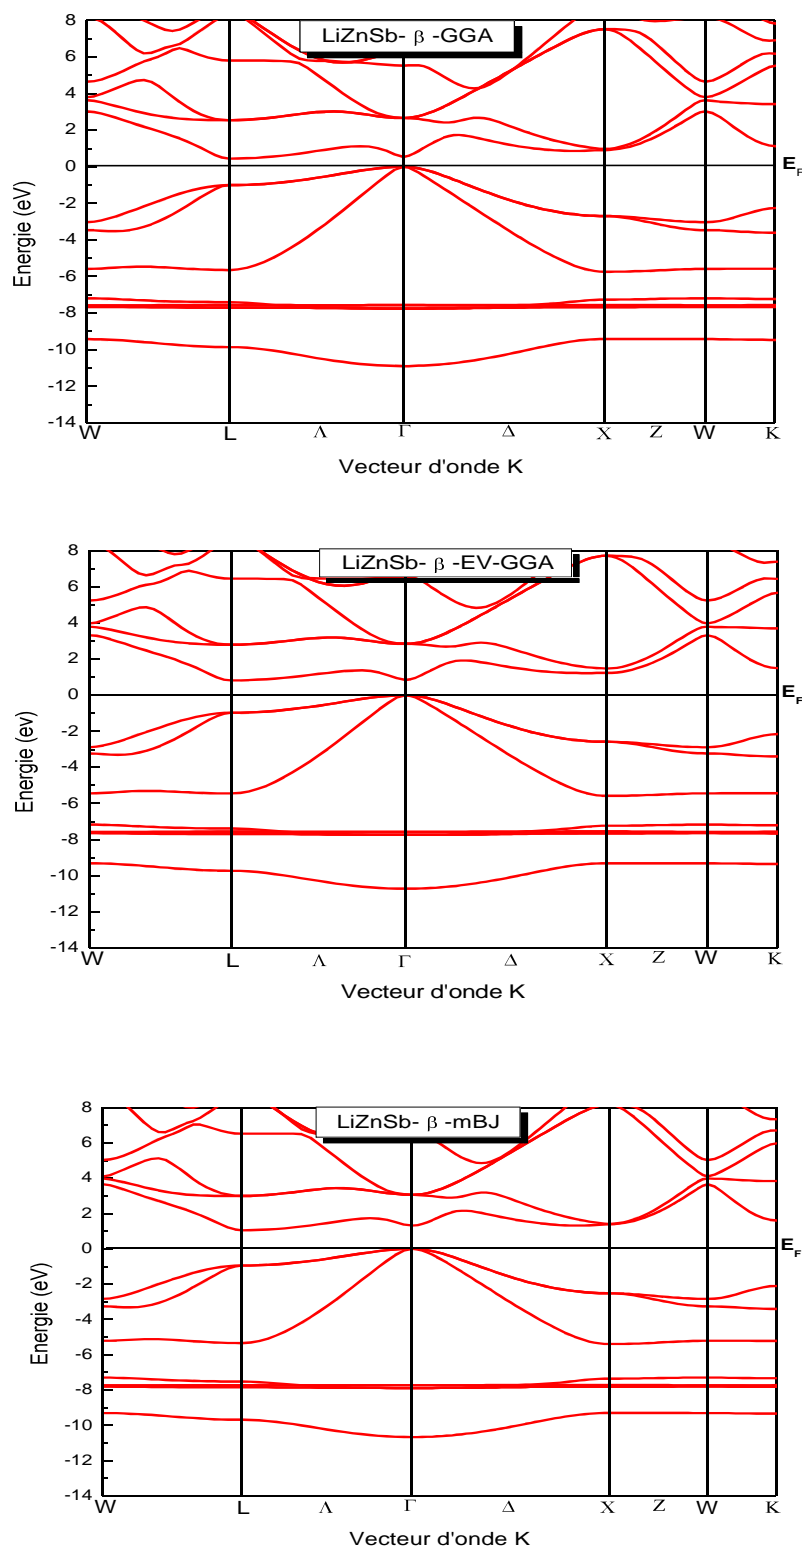 LiZnSb- β -GGA
Energie (eV)
8
6
4
2
0
-2
-4
-6
-8
-10
-12
-14
E_F
W L Λ Γ Δ X Z W K
Vecteur d'onde K
LiZnSb- β -EV-GGA
Energie (ev)
8
6
4
2
0
-2
-4
-6
-8
-10
-12
-14
E_F
W L Λ Γ Δ X Z W K
Vecteur d'onde K
LiZnSb- β -mBJ
Energie (eV)
8
6
4
2
0
-2
-4
-6
-8
-10
-12
-14
E_F
W L Λ Γ Δ X Z W K
Vecteur d'onde K